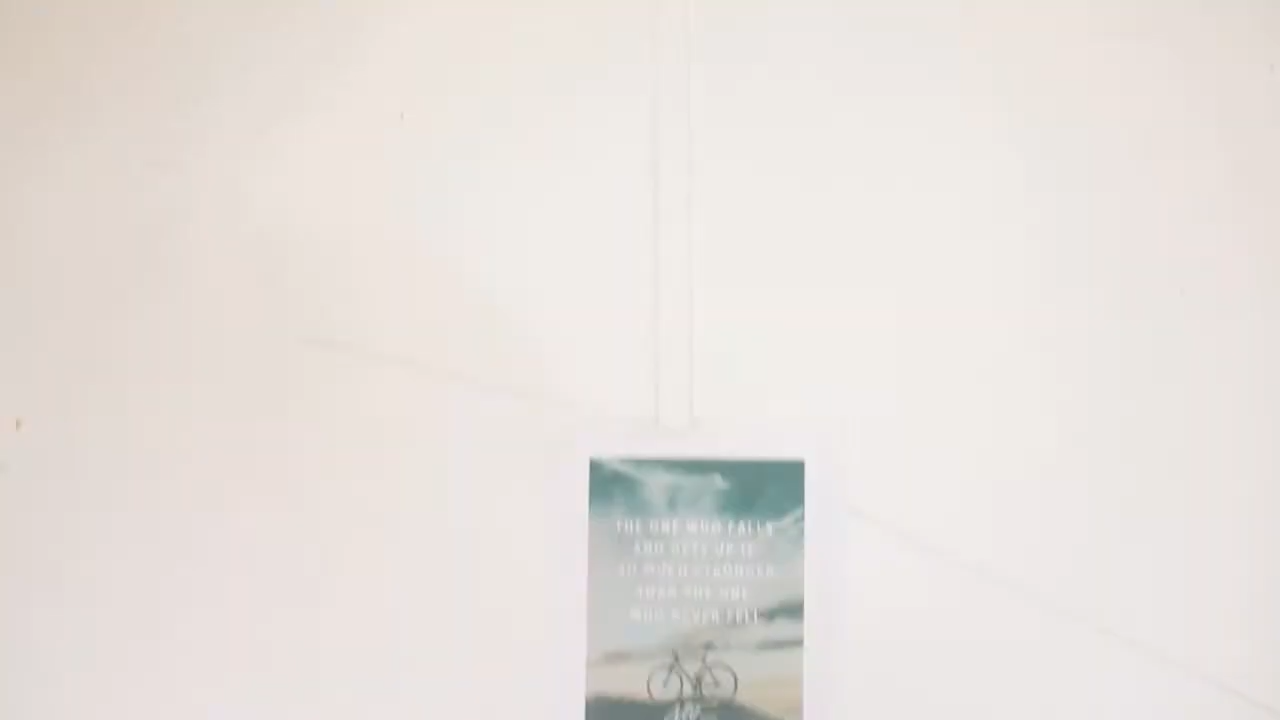 THE ONE WHO FALLS
AND GETS UP IS
SO MUCH STRONGER
THAN THE ONE
WHO NEVER FELL